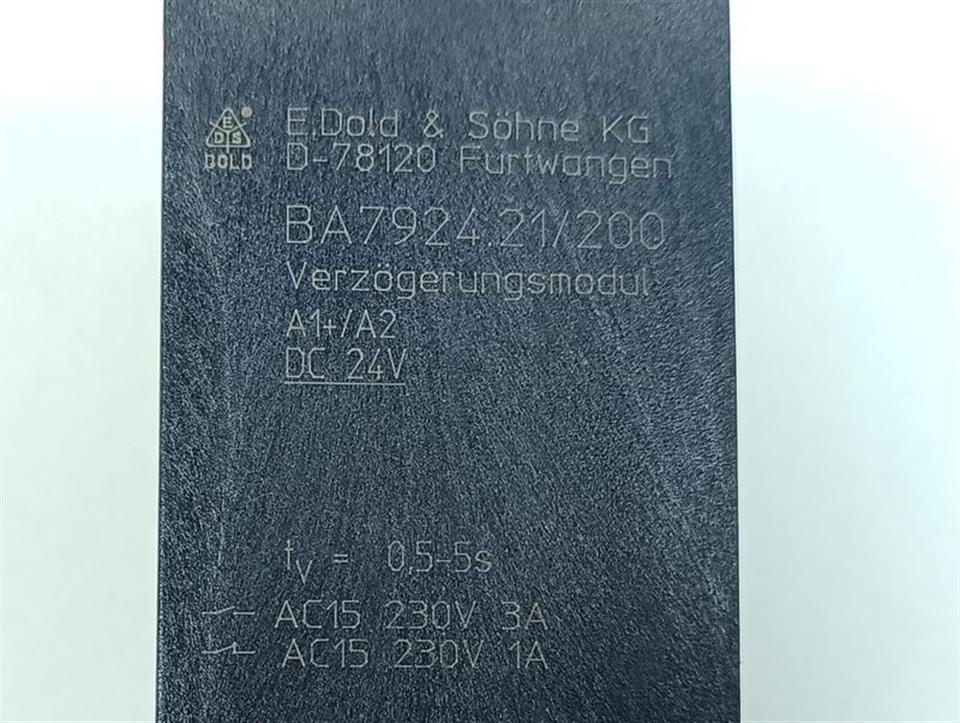 E
DS
DOLD
E.Dold & Söhne KG
D-78120 Furtwangen
BA7924.21/200
Verzögerungsmodul
A1+/A2
DC 24V
tv = 0,5-5s
AC15 230V 3A
AC15 230V 1A